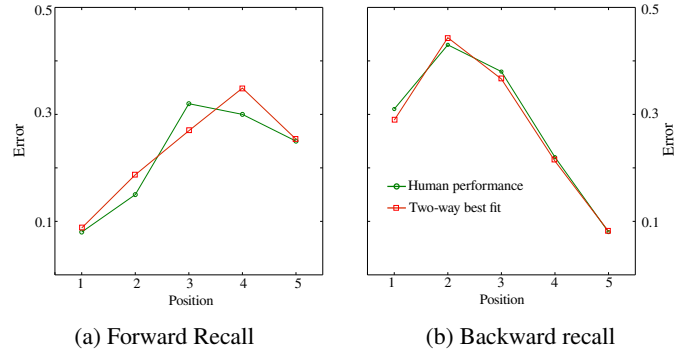 0.5
0.3
0.1
Error
1 2 3 4 5
Position
(a) Forward Recall
0.5
0.3
0.1
Error
Human performance
Two-way best fit
1 2 3 4 5
Position
(b) Backward recall